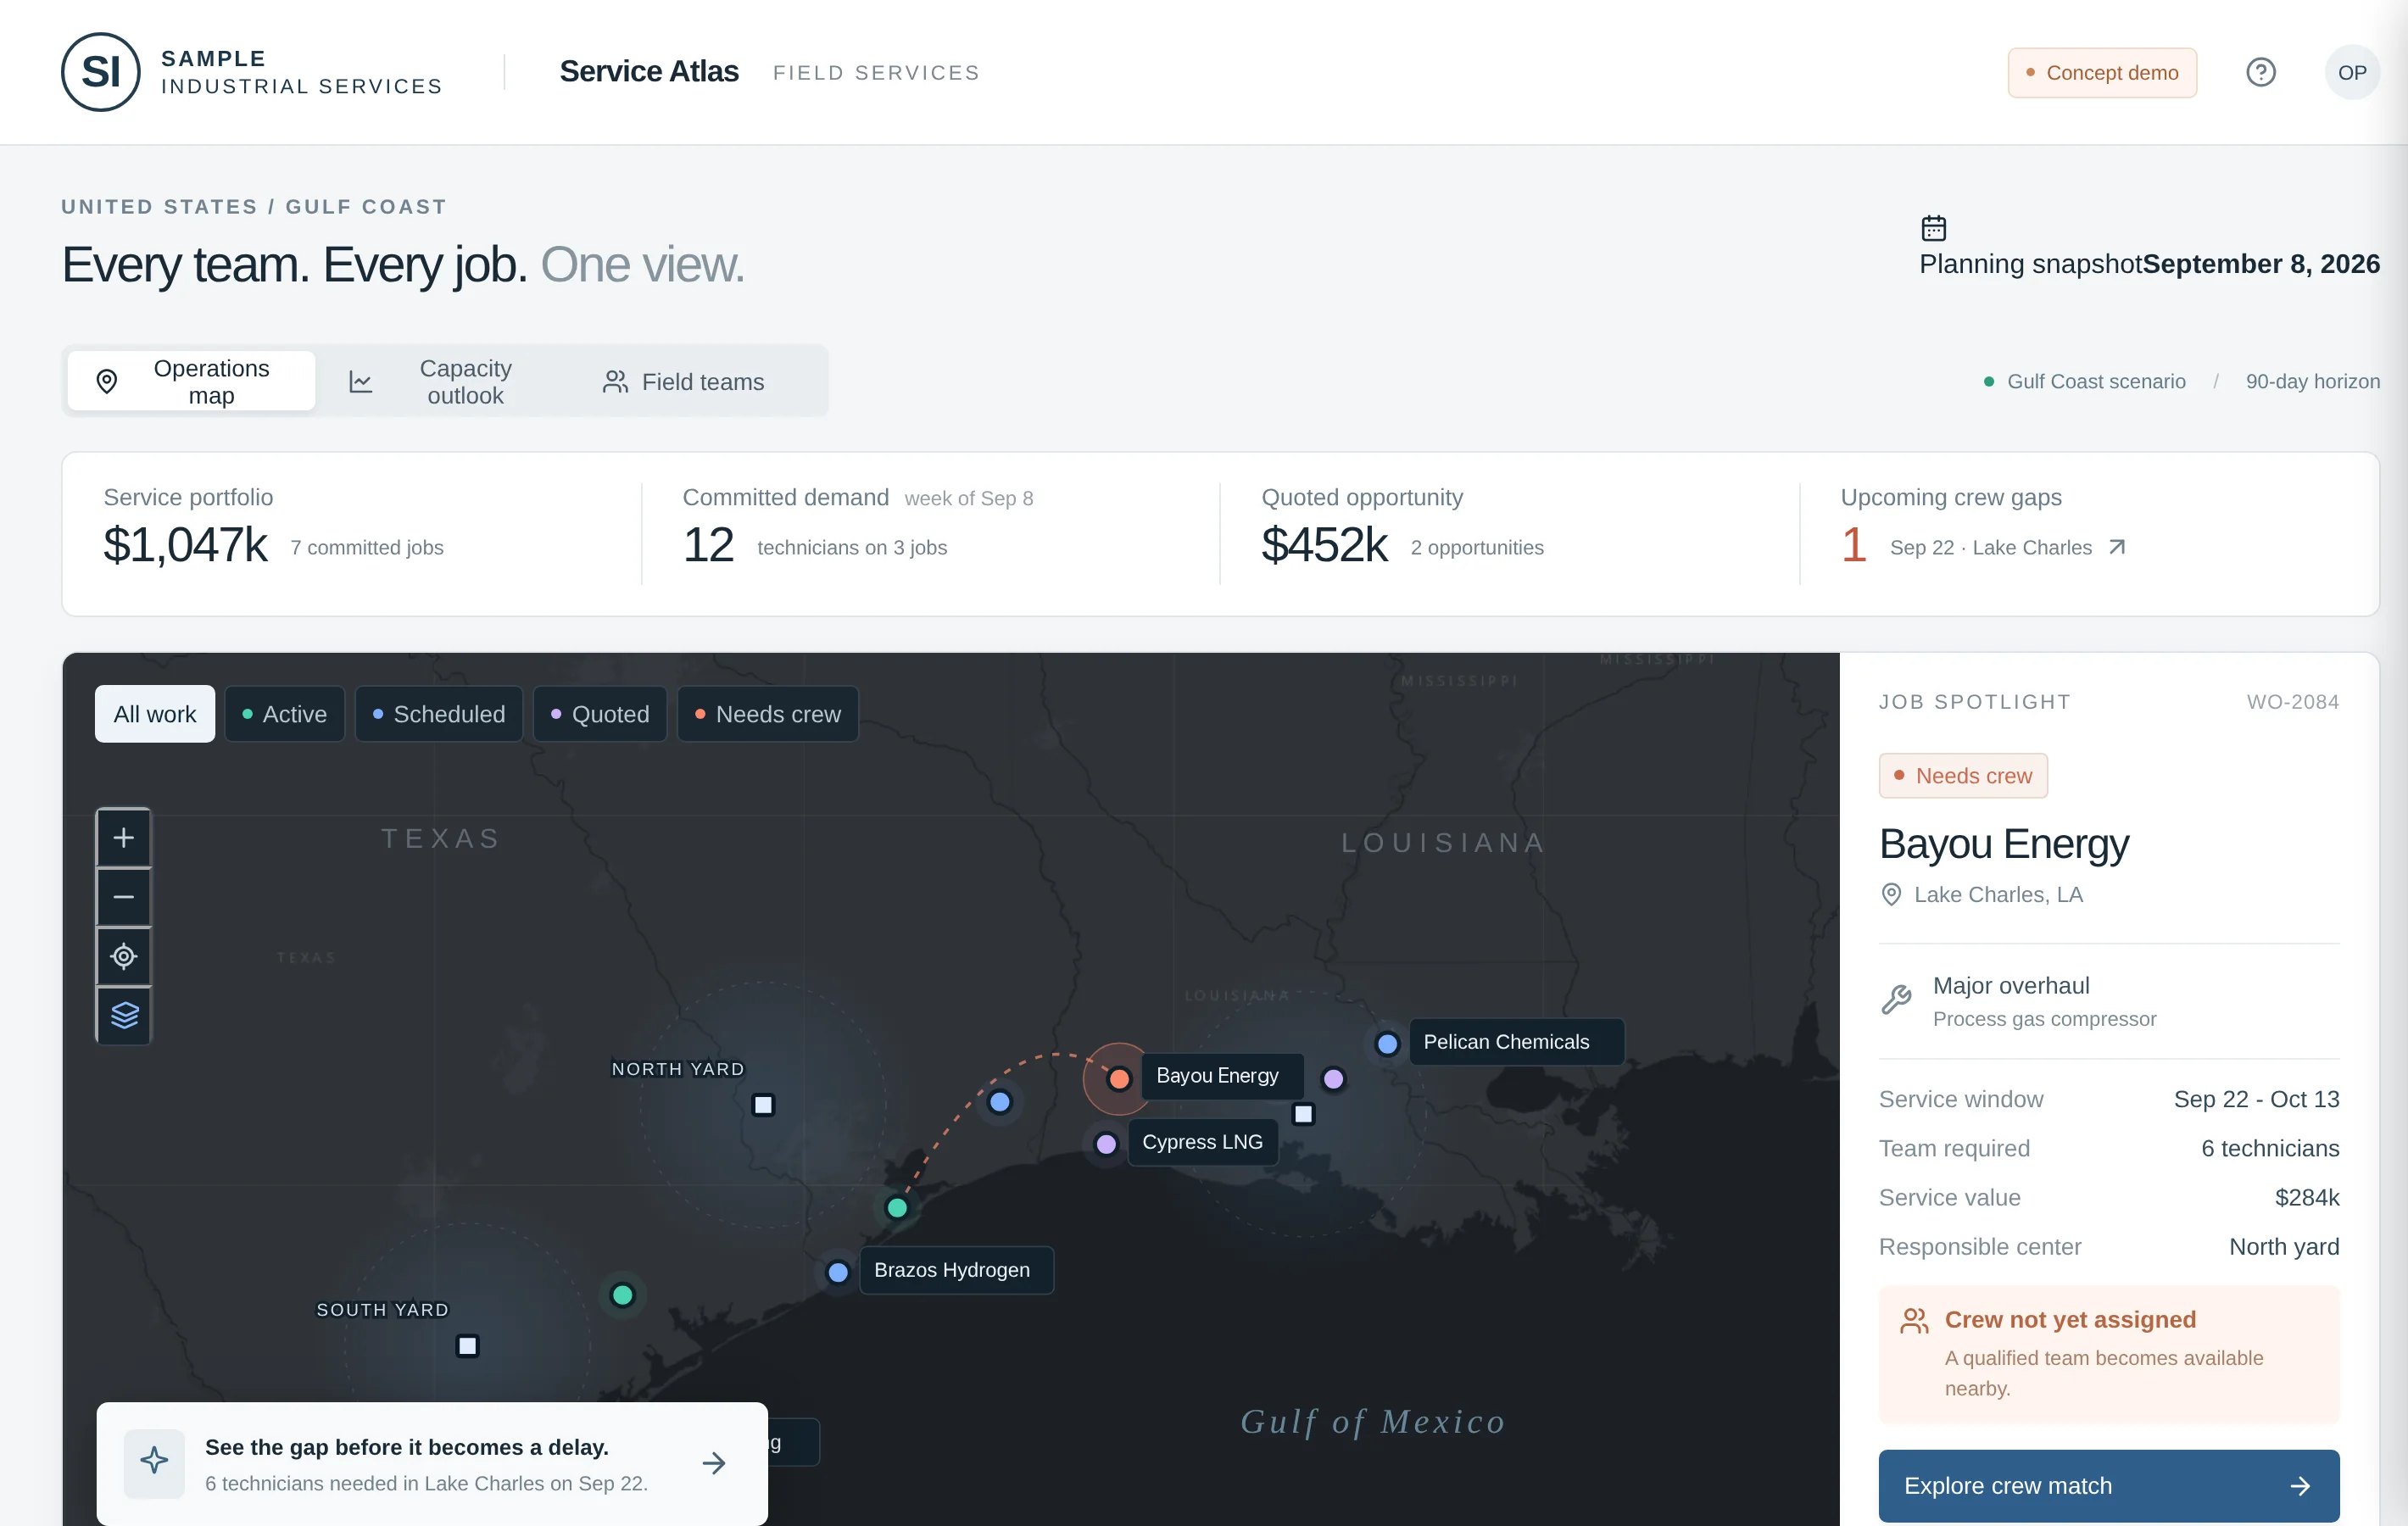 SI
SAMPLE
INDUSTRIAL SERVICES
Service Atlas
FIELD SERVICES
Concept demo
OP
UNITED STATES / GULF COAST
Every team. Every job. One view.
Planning snapshotSeptember 8, 2026
Operations
map
Capacity
outlook
Field teams
Gulf Coast scenario / 90-day horizon
Service portfolio
$1,047k 7 committed jobs
Committed demand week of Sep 8
12 technicians on 3 jobs
Quoted opportunity
$452k 2 opportunities
Upcoming crew gaps
1 Sep 22 · Lake Charles
All work
Active
Scheduled
Quoted
Needs crew
MISSISSIPPI
MISSISSIPPI
TEXAS
LOUISIANA
TEXAS
LOUISIANA
Pelican Chemicals
NORTH YARD
Bayou Energy
Cypress LNG
Brazos Hydrogen
SOUTH YARD
Gulf of Mexico
See the gap before it becomes a delay.
6 technicians needed in Lake Charles on Sep 22.
JOB SPOTLIGHT
WO-2084
Needs crew
Bayou Energy
Lake Charles, LA
Major overhaul
Process gas compressor
Service window Sep 22 - Oct 13
Team required 6 technicians
Service value $284k
Responsible center North yard
Crew not yet assigned
A qualified team becomes available
nearby.
Explore crew match